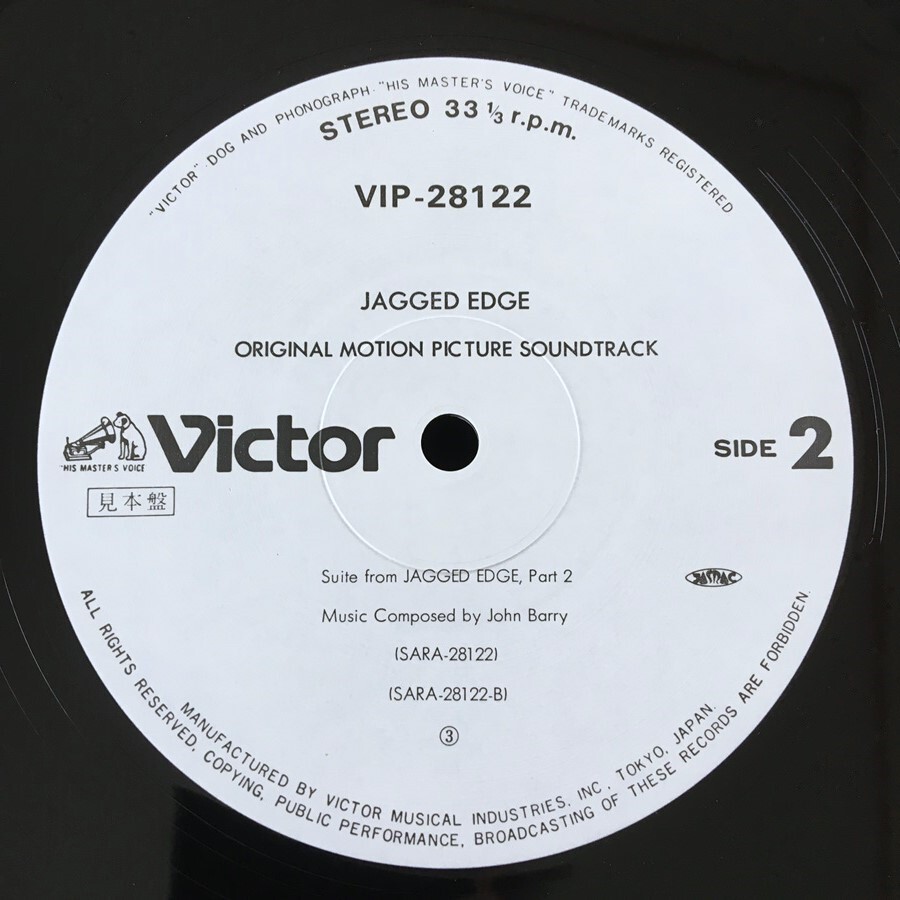 "VICTOR" · DOG AND PHONOGRAPH · "HIS MASTER'S VOICE" TRADEMARKS REGISTERED
STEREO 33 ⅓ r.p.m.
VIP-28122
JAGGED EDGE
ORIGINAL MOTION PICTURE SOUNDTRACK
"HIS MASTER'S VOICE
Victor
SIDE 2
見本盤
Suite from JAGGED EDGE, Part 2
JASRAC
Music Composed by John Barry
(SARA-28122)
(SARA-28122-B)
③
MANUFACTURED BY VICTOR MUSICAL INDUSTRIES, INC, TOKYO, JAPAN.
ALL RIGHTS RESERVED, COPYING, PUBLIC PERFORMANCE, BROADCASTING OF THESE RECORDS ARE FORBIDDEN.